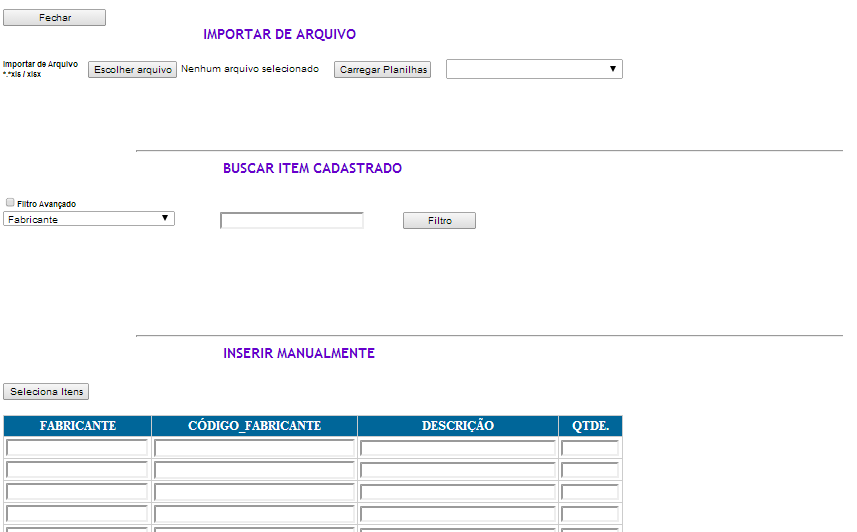 Fechar
IMPORTAR DE ARQUIVO
Importar de Arquivo
*.*xls / xlsx
Escolher arquivo Nenhum arquivo selecionado Carregar Planilhas
BUSCAR ITEM CADASTRADO
Filtro Avançado
Fabricante Filtro
INSERIR MANUALMENTE
Seleciona Itens
FABRICANTE CÓDIGO_FABRICANTE DESCRIÇÃO QTDE.